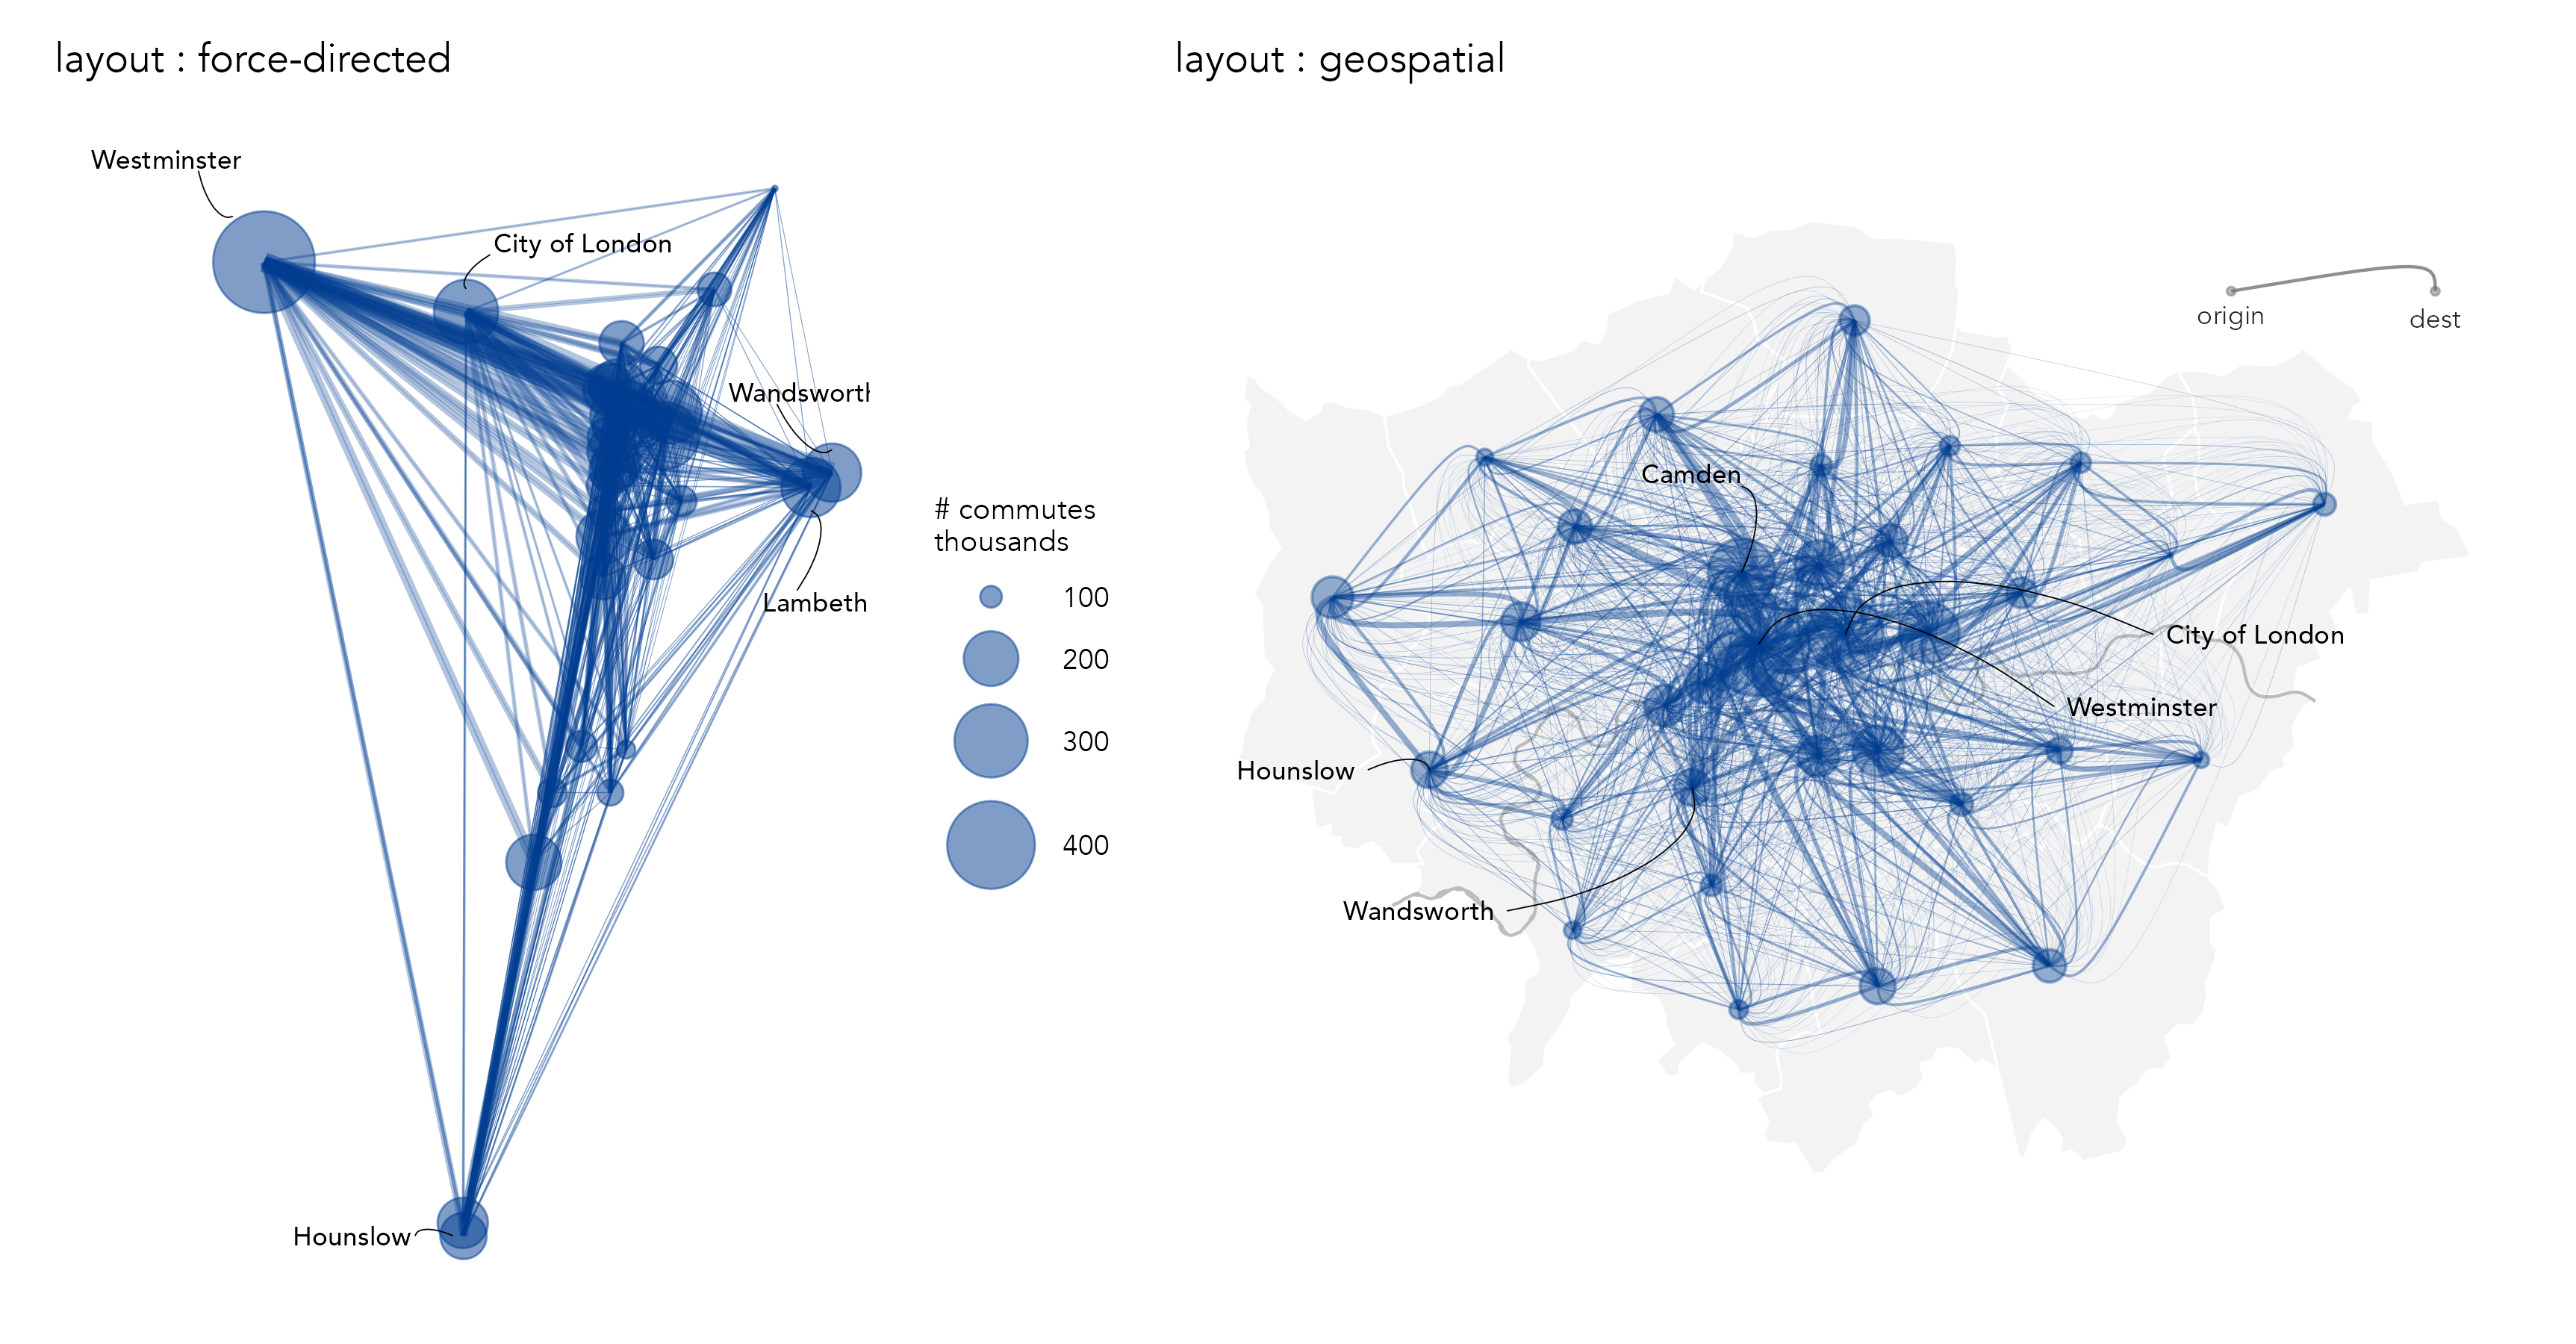 layout : force-directed
Westminster
City of London
Wandsworth
Lambeth
Hounslow
# commutes
thousands
100
200
300
400
layout : geospatial
origin
dest
Camden
City of London
Westminster
Hounslow
Wandsworth